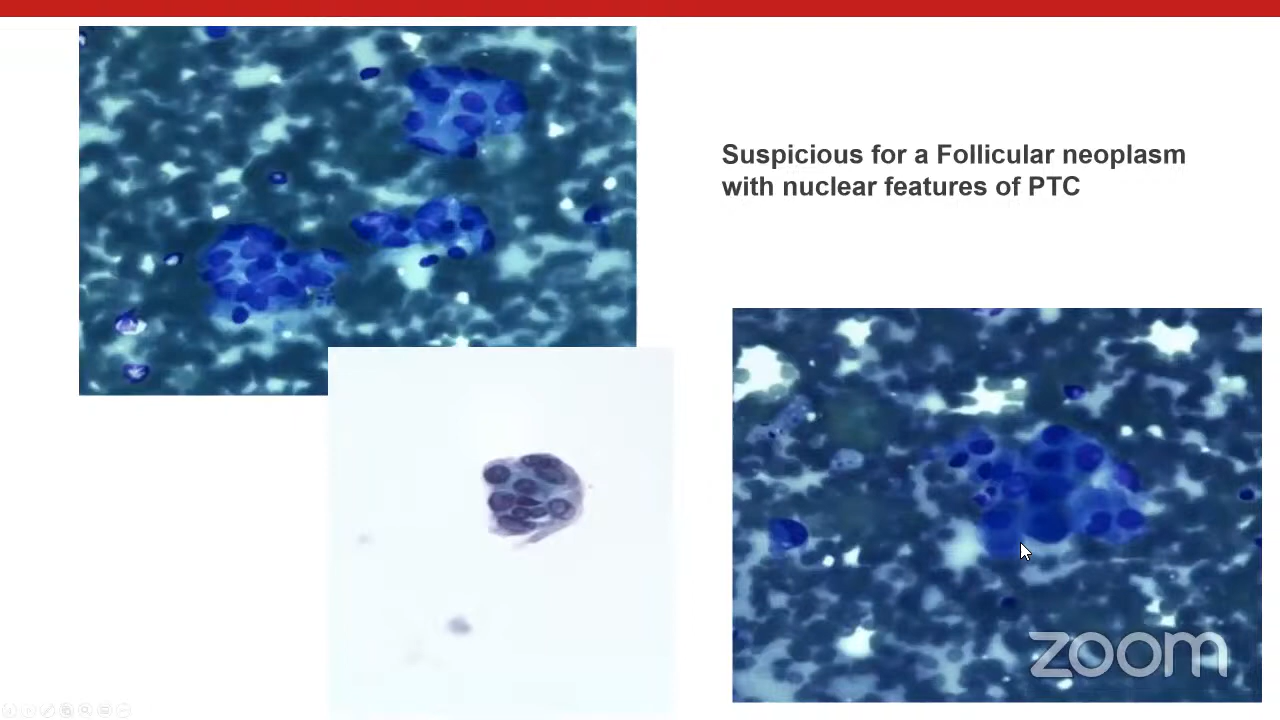 Suspicious for a Follicular neoplasm
with nuclear features of PTC
zoom